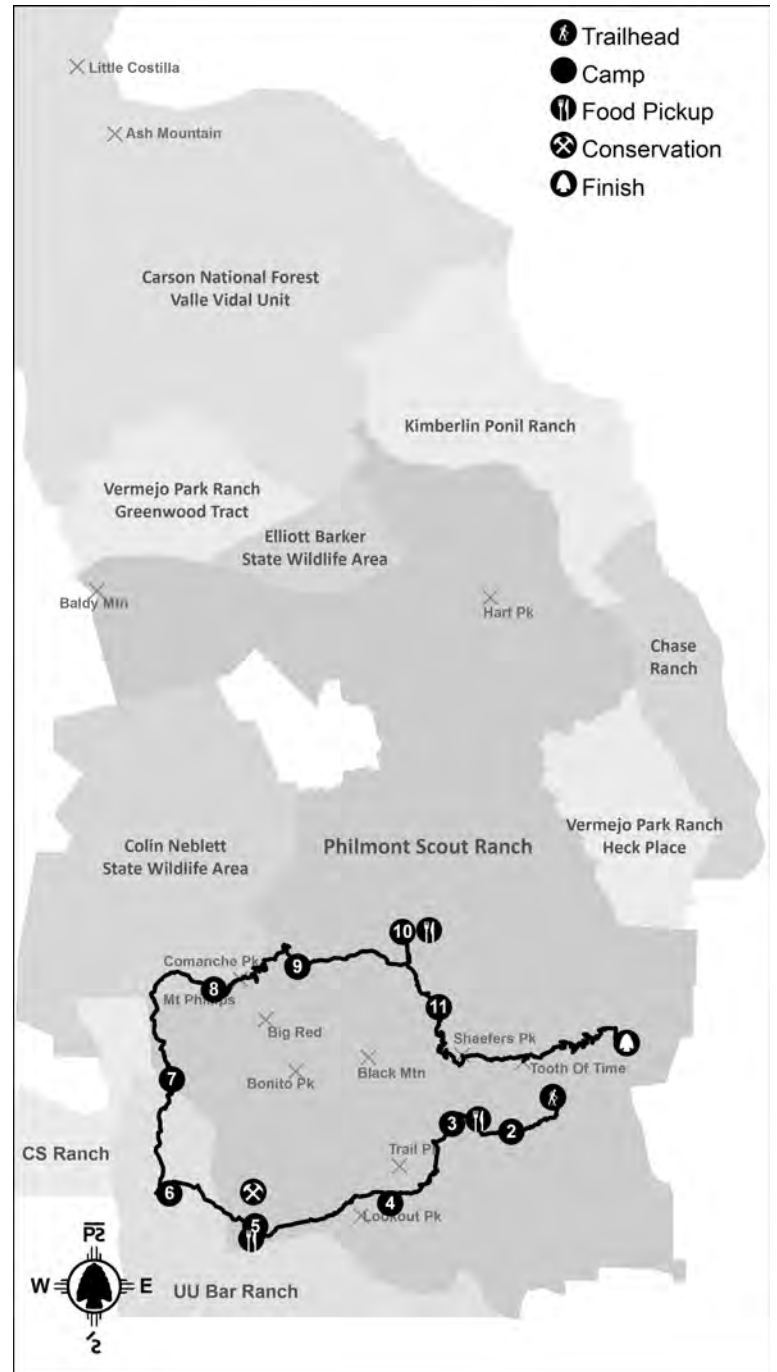 Trailhead
Camp
Food Pickup
Conservation
Finish
Little Costilla
Ash Mountain
Carson National Forest
Valle Vidal Unit
Kimberlin Ponil Ranch
Vermejo Park Ranch
Greenwood Tract
Elliott Barker
State Wildlife Area
Baldy Mtn
Hart Pk
Chase
Ranch
Colin Neblett
State Wildlife Area
Philmont Scout Ranch
Vermejo Park Ranch
Heck Place
10
Comanche Pk
9
8
Mt Phillips
11
Big Red
Shaefers Pk
Black Mtn
Tooth Of Time
Bonito Pk
7
3
2
CS Ranch
Trail Pk
6
4
5
Lookout Pk
W
E
UU Bar Ranch